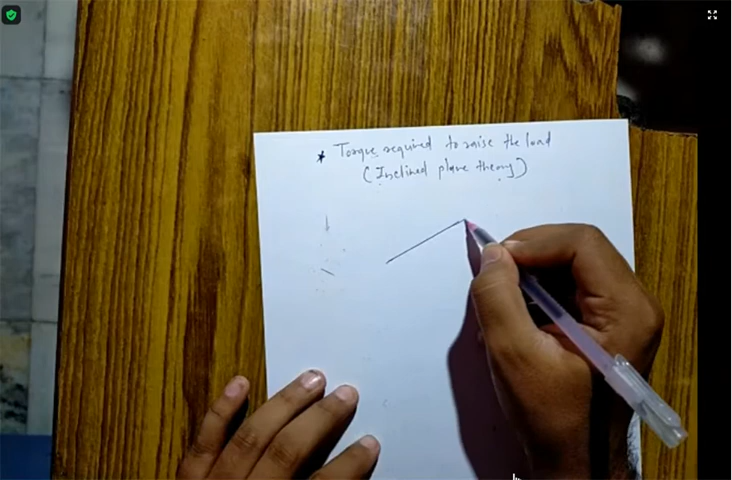 * Torque required to raise the load
(Inclined plane theory)